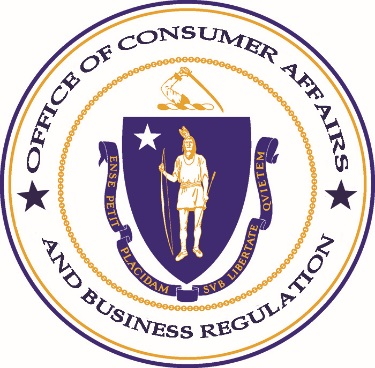 OFFICE OF CONSUMER AFFAIRS
AND BUSINESS REGULATION
ENSE PETIT PLACIDAM SVB LIBERTATE QVIETEM